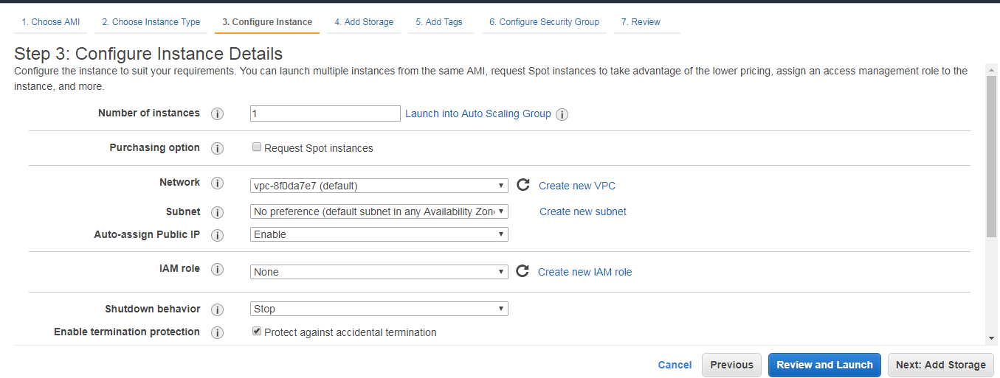 1. Choose AMI 2. Choose Instance Type 3. Configure Instance 4. Add Storage 5. Add Tags 6. Configure Security Group 7. Review
Step 3: Configure Instance Details
Configure the instance to suit your requirements. You can launch multiple instances from the same AMI, request Spot instances to take advantage of the lower pricing, assign an access management role to the
instance, and more.
Number of instances i 1 Launch into Auto Scaling Group i
Purchasing option i Request Spot instances
Network i vpc-8f0da7e7 (default) Create new VPC
Subnet i No preference (default subnet in any Availability Zon Create new subnet
Auto-assign Public IP i Enable
IAM role i None Create new IAM role
Shutdown behavior i Stop
Enable termination protection i Protect against accidental termination
Cancel Previous Review and Launch Next: Add Storage